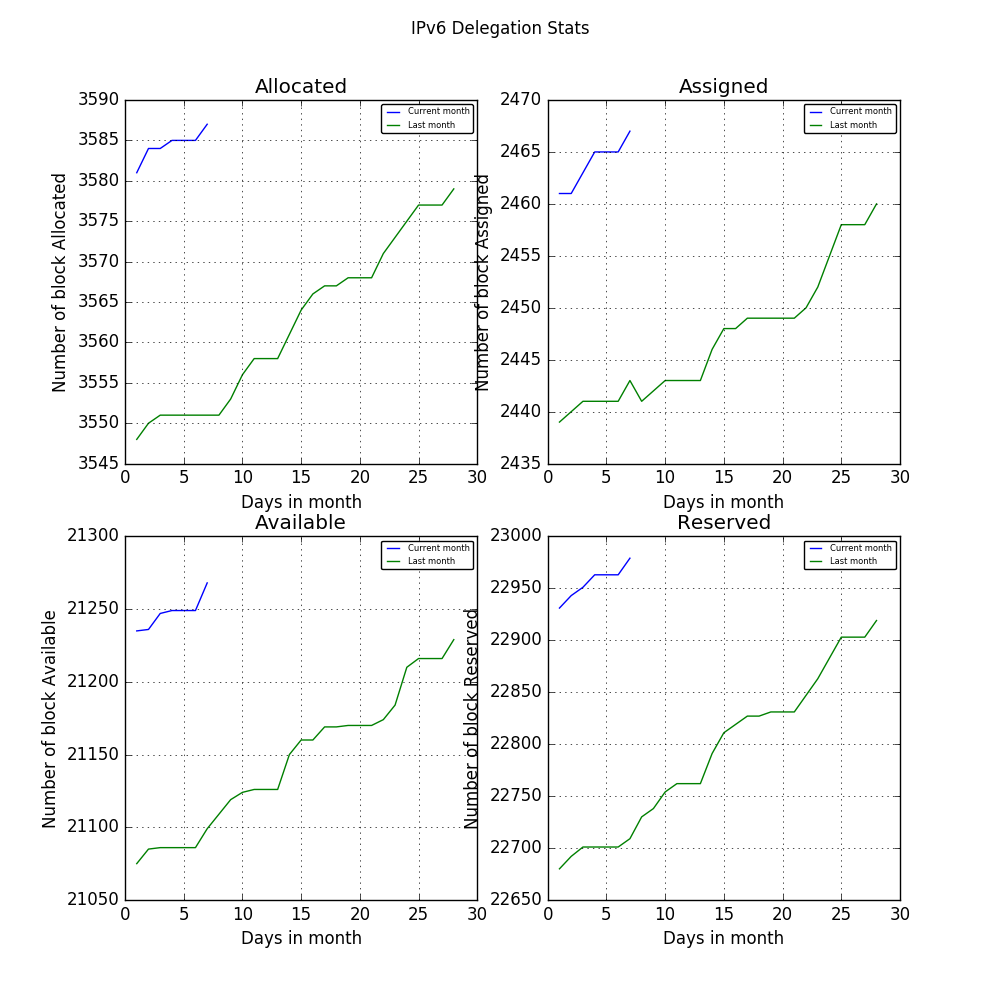 IPv6 Delegation Stats
Allocated
Number of block Allocated
3590
3585
3580
3575
3570
3565
3560
3555
3550
3545
Current month
Last month
0 5 10 15 20 25 30
Days in month
Assigned
Number of block Assigned
2470
2465
2460
2455
2450
2445
2440
2435
Current month
Last month
0 5 10 15 20 25 30
Days in month
Available
Number of block Available
21300
21250
21200
21150
21100
21050
Current month
Last month
0 5 10 15 20 25 30
Days in month
Reserved
Number of block Reserved
23000
22950
22900
22850
22800
22750
22700
22650
Current month
Last month
0 5 10 15 20 25 30
Days in month